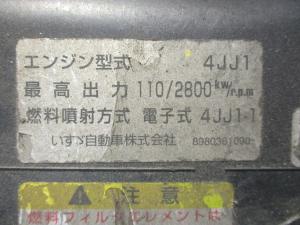 エンジン型式 4JJ1
最高出力 110/2800 kw/r.p.m
燃料噴射方式 電子式 4JJ1-1
いすゞ自動車株式会社 8980361090-
注意
燃料フィルタエレメントは